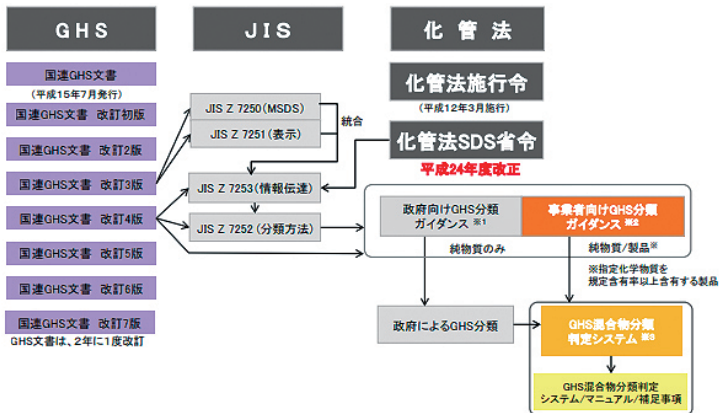 GHS
JIS
化管法
国連GHS文書
(平成15年7月発行)
国連GHS文書 改訂初版
国連GHS文書 改訂2版
国連GHS文書 改訂3版
国連GHS文書 改訂4版
国連GHS文書 改訂5版
国連GHS文書 改訂6版
国連GHS文書 改訂7版
GHS文書は、2年に1度改訂
JIS Z 7250(MSDS)
JIS Z 7251(表示)
統合
JIS Z 7253(情報伝達)
JIS Z 7252(分類方法)
化管法施行令
(平成12年3月施行)
化管法SDS省令
平成24年度改正
政府向けGHS分類
ガイダンス ※1
事業者向けGHS分類
ガイダンス ※2
純物質のみ
純物質/製品※
※指定化学物質を
規定含有率以上含有する製品
政府によるGHS分類
GHS混合物分類
判定システム ※3
GHS混合物分類判定
システム/マニュアル/補足事項